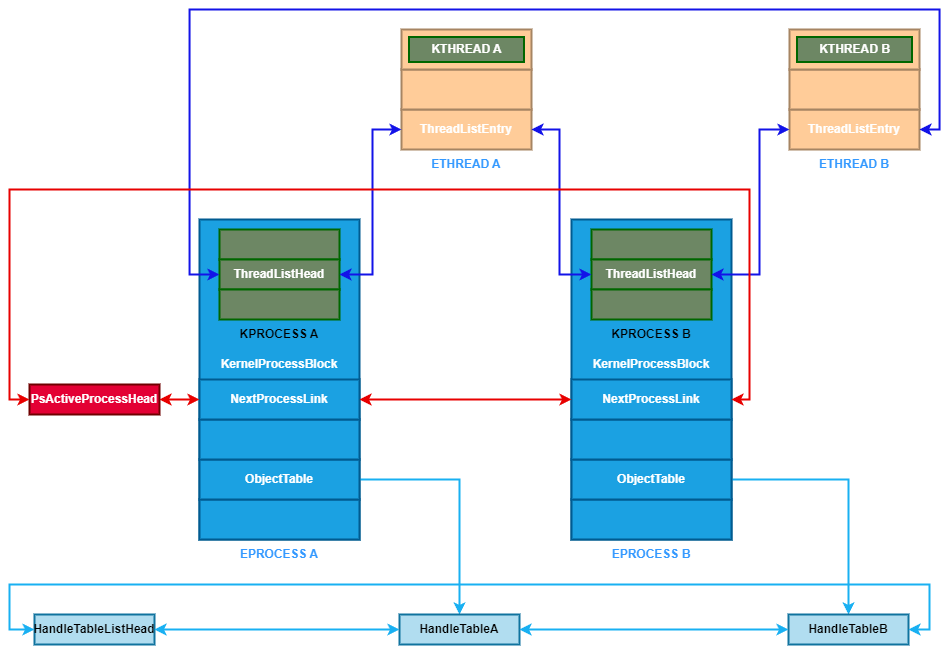 KTHREAD A
KTHREAD B
ThreadListEntry
ThreadListEntry
ETHREAD A
ETHREAD B
ThreadListHead
ThreadListHead
KPROCESS A
KPROCESS B
KernelProcessBlock
KernelProcessBlock
PsActiveProcessHead
NextProcessLink
NextProcessLink
ObjectTable
ObjectTable
EPROCESS A
EPROCESS B
HandleTableListHead
HandleTableA
HandleTableB